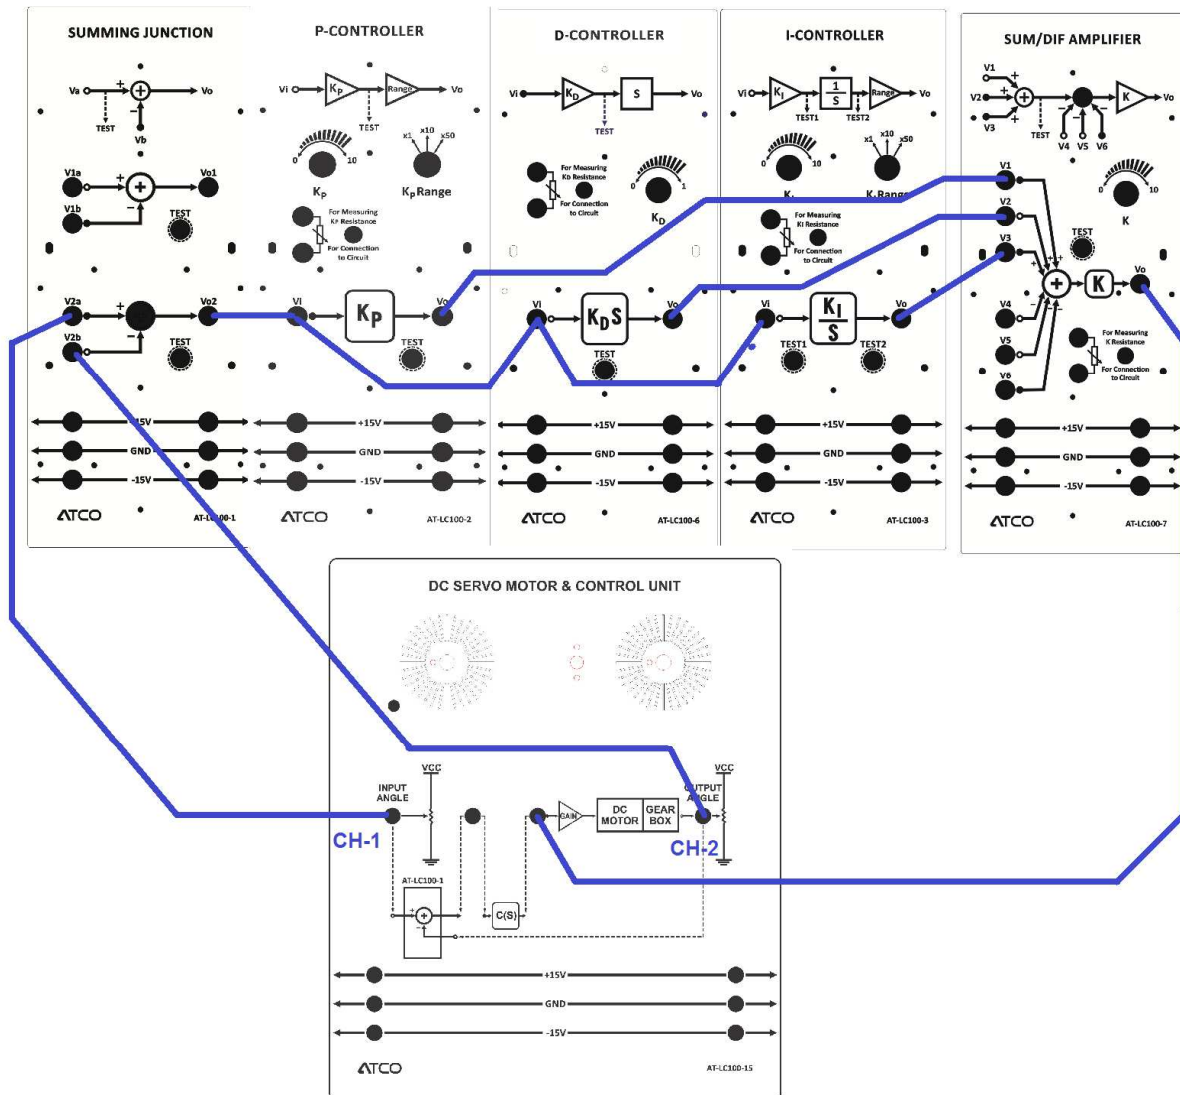 SUMMING JUNCTION
Va
+
Vo
−
TEST
Vb
V1a
+
Vo1
V1b
−
TEST
V2a
+
Vo2
V2b
−
TEST
+15V
GND
-15V
ATCO
AT-LC100-1
P-CONTROLLER
Vi
KP
Range
Vo
TEST
0
10
KP
x1
x10
x50
KP Range
For Measuring
KP Resistance
For Connection
to Circuit
Vi
KP
Vo
TEST
+15V
GND
-15V
ATCO
AT-LC100-2
D-CONTROLLER
Vi
KD
S
Vo
TEST
For Measuring
KD Resistance
For Connection
to Circuit
0
1
KD
Vi
KD S
Vo
TEST
+15V
GND
-15V
ATCO
AT-LC100-6
I-CONTROLLER
Vi
KI
1
S
Range
Vo
TEST1
TEST2
0
10
x1
x10
x50
Range
For Measuring
KI Resistance
For Connection
to Circuit
Vi
KI
S
Vo
TEST1
TEST2
+15V
GND
-15V
ATCO
AT-LC100-3
SUM/DIF AMPLIFIER
V1
V2
V3
+
+
+
TEST
−
−
−
V4
V5
V6
K
Vo
V1
V2
V3
0
10
K
TEST
+
+
+
K
Vo
−
−
−
V4
V5
V6
For Measuring
K Resistance
For Connection
to Circuit
+15V
GND
-15V
ATCO
AT-LC100-7
DC SERVO MOTOR & CONTROL UNIT
INPUT
ANGLE
VCC
CH-1
GAIN
DC
MOTOR
GEAR
BOX
OUTPUT
ANGLE
VCC
CH-2
AT-LC100-1
+
+
−
C(S)
+15V
GND
-15V
ATCO
AT-LC100-15